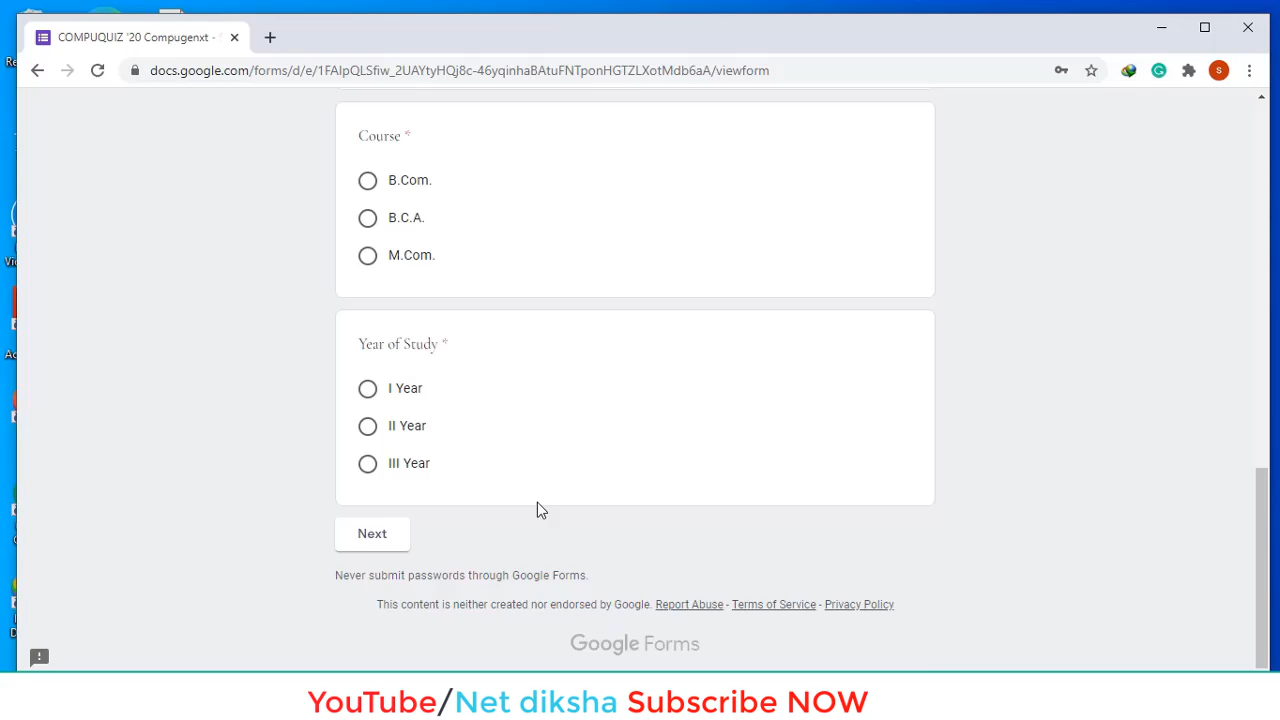 COMPUQUIZ '20 Compugenxt -
docs.google.com/forms/d/e/1FAIpQLSfiw_2UAYtyHOj8c-46yqinhaBAtuFNTponHGTZLXotMdb6aA/viewform
S
Course *
B.Com.
B.C.A.
M.Com.
Year of Study *
I Year
II Year
III Year
Next
Never submit passwords through Google Forms.
This content is neither created nor endorsed by Google. Report Abuse - Terms of Service - Privacy Policy
Google Forms
YouTube/Net diksha Subscribe NOW